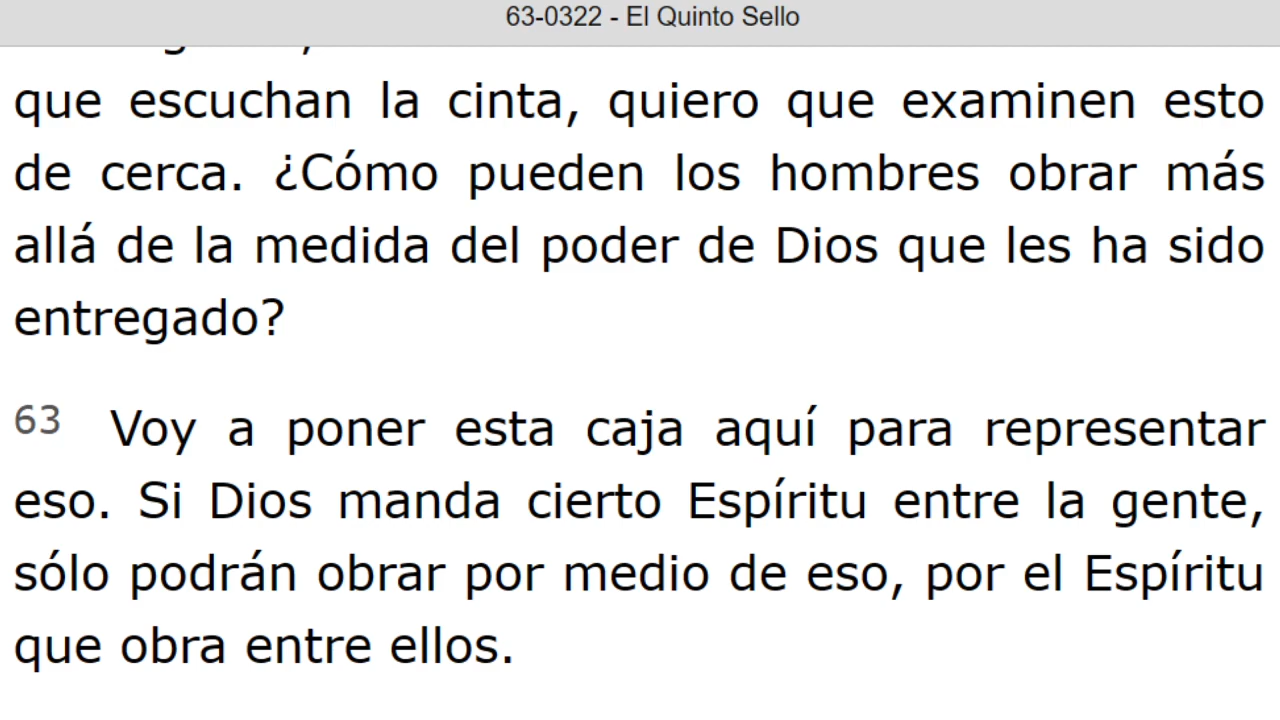 63-0322 - El Quinto Sello
que escuchan la cinta, quiero que examinen esto
de cerca. ¿Cómo pueden los hombres obrar más
allá de la medida del poder de Dios que les ha sido
entregado?
63 Voy a poner esta caja aquí para representar
eso. Si Dios manda cierto Espíritu entre la gente,
sólo podrán obrar por medio de eso, por el Espíritu
que obra entre ellos.